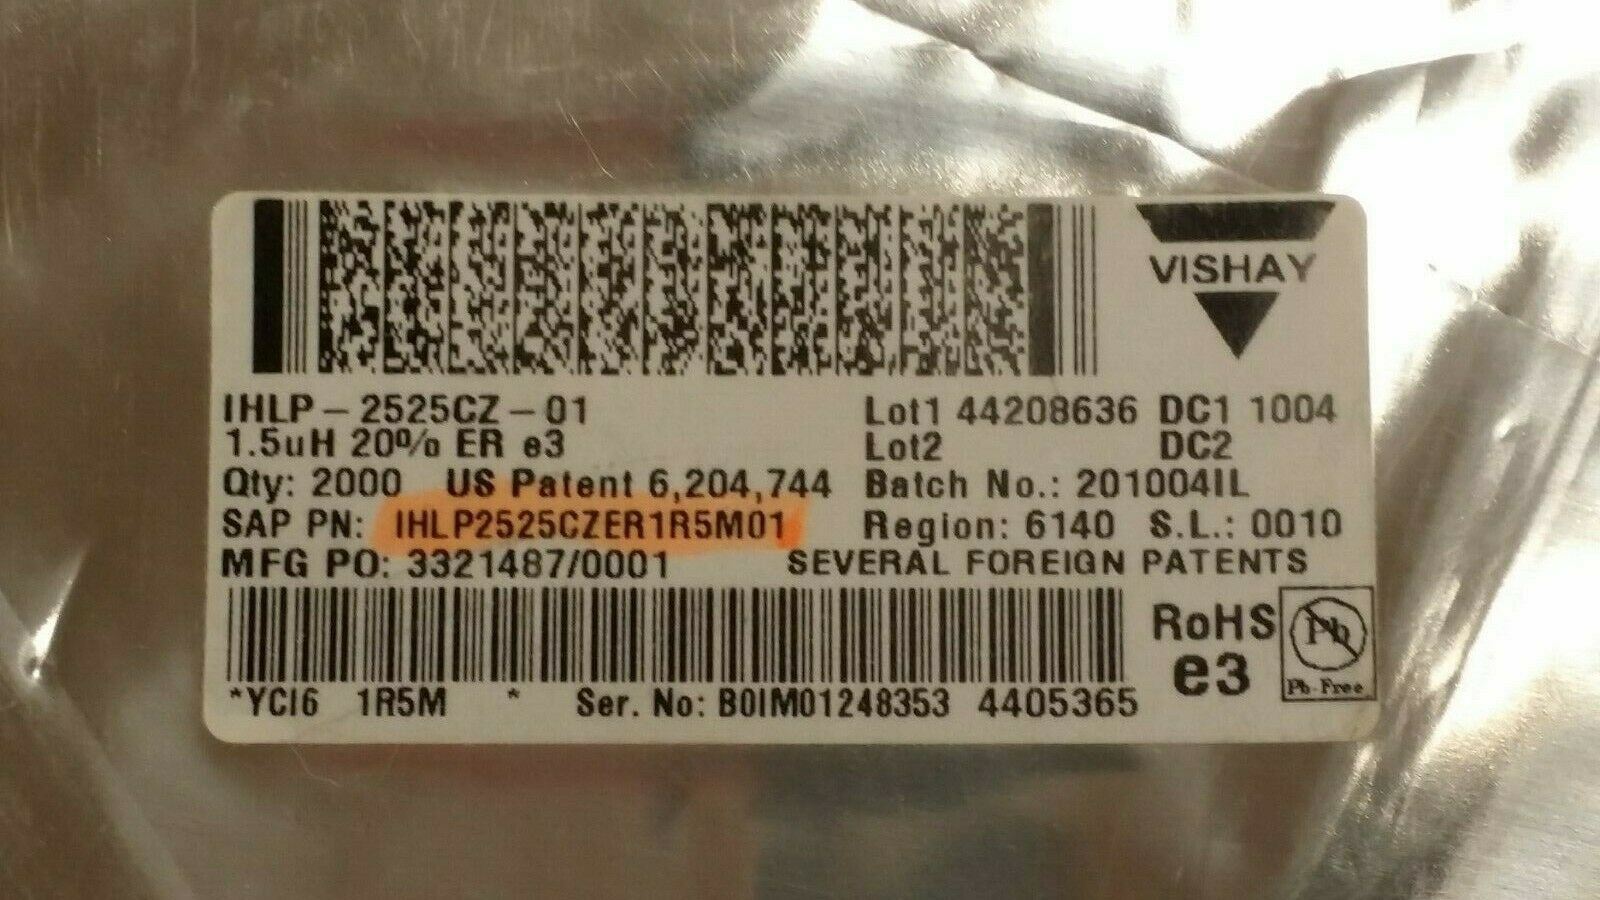 VISHAY
IHLP-2525CZ-01 Lot1 44208636 DC1 1004
1.5uH 20% ER e3 Lot2 DC2
Qty: 2000 US Patent 6,204,744 Batch No.: 201004IL
SAP PN: IHLP2525CZER1R5M01 Region: 6140 S.L.: 0010
MFG PO: 3321487/0001 SEVERAL FOREIGN PATENTS
RoHS Pb
e3 Pb-Free
*YCI6 1R5M * Ser. No: B0IM01248353 4405365